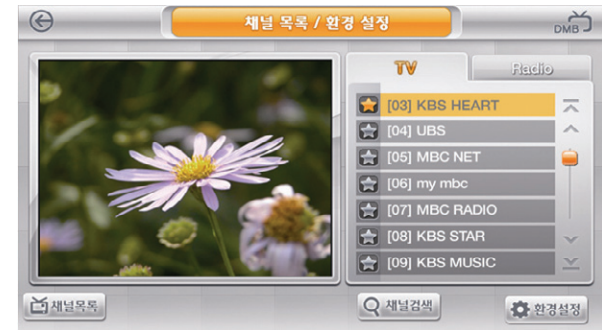 채널 목록 / 환경 설정
DMB
TV
Radio
[03] KBS HEART
[04] UBS
[05] MBC NET
[06] my mbc
[07] MBC RADIO
[08] KBS STAR
[09] KBS MUSIC
채널목록
채널검색
환경설정